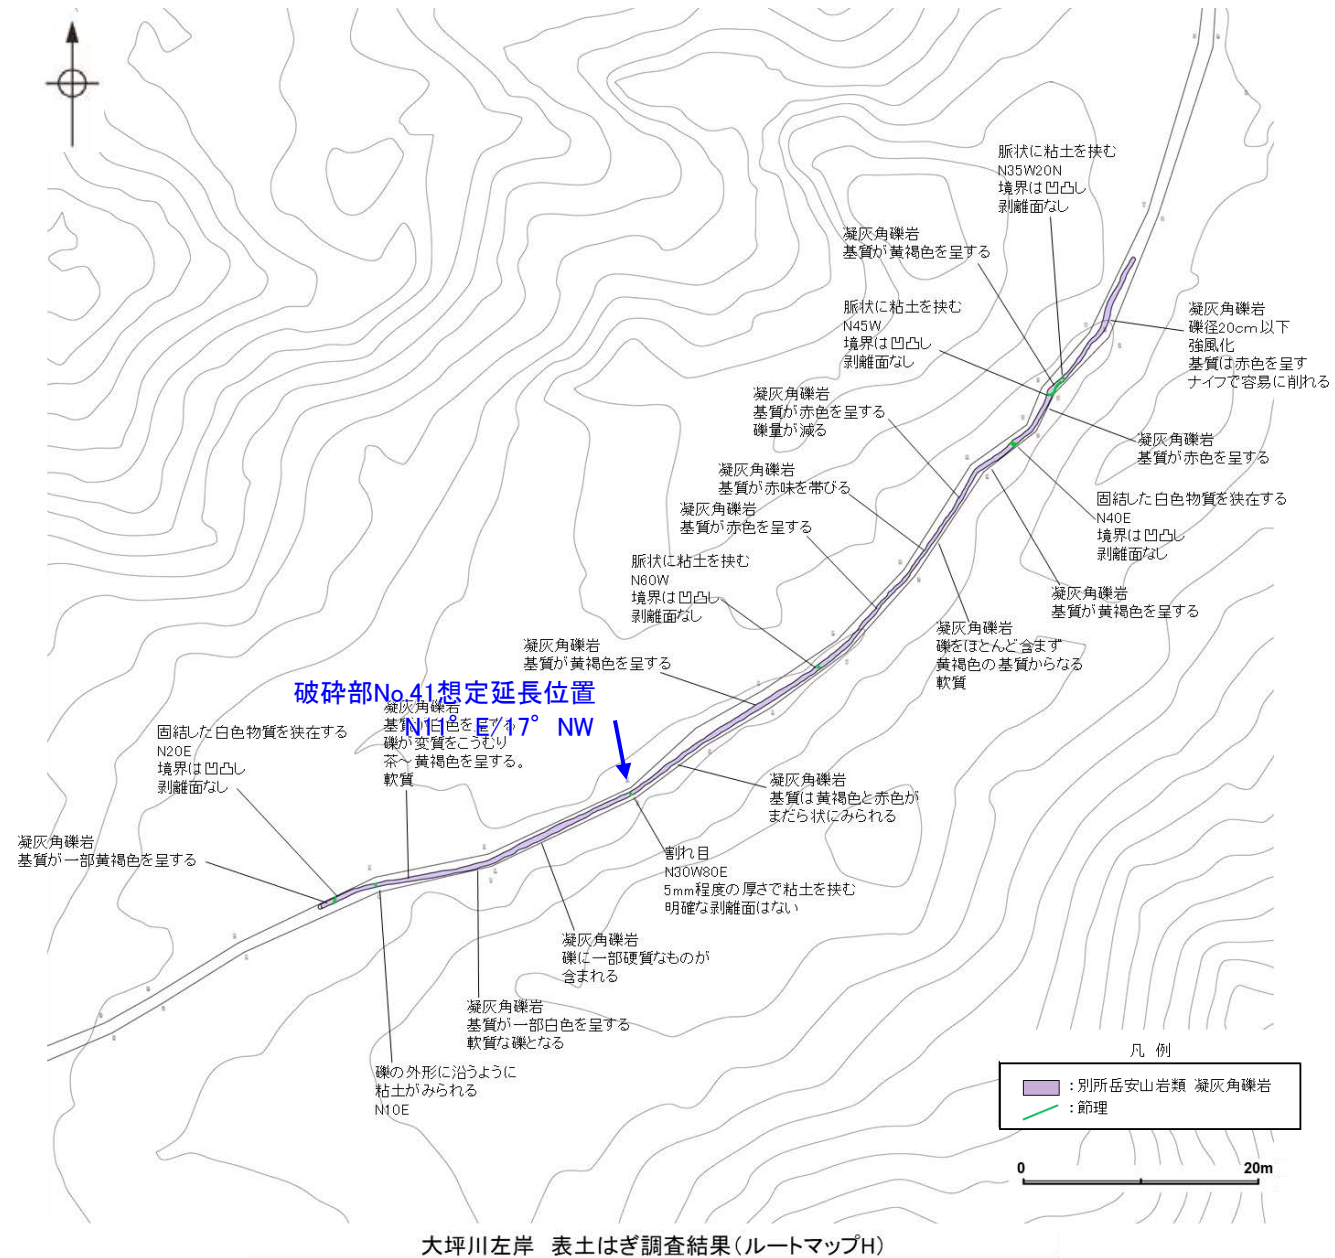 脈状に粘土を挟む
N35W20N
境界は凹凸し
剥離面なし
凝灰角礫岩
基質が黄褐色を呈する
脈状に粘土を挟む
N45W
境界は凹凸し
剥離面なし
凝灰角礫岩
礫径20cm以下
強風化
基質は赤色を呈す
ナイフで容易に削れる
凝灰角礫岩
基質が赤色を呈する
礫量が減る
凝灰角礫岩
基質が赤色を呈する
凝灰角礫岩
基質が赤味を帯びる
凝灰角礫岩
基質が赤色を呈する
固結した白色物質を狭在する
N40E
境界は凹凸し
剥離面なし
脈状に粘土を挟む
N60W
境界は凹凸し
剥離面なし
凝灰角礫岩
基質が黄褐色を呈する
凝灰角礫岩
礫をほとんど含まず
黄褐色の基質からなる
軟質
凝灰角礫岩
基質が黄褐色を呈する
破砕部No.41想定延長位置
N11°E/17°NW
凝灰角礫岩
基質が白色を呈する
礫が変質をこうむり
茶～黄褐色を呈する。
軟質
固結した白色物質を狭在する
N20E
境界は凹凸し
剥離面なし
凝灰角礫岩
基質は黄褐色と赤色が
まだら状にみられる
凝灰角礫岩
基質が一部黄褐色を呈する
割れ目
N30W80E
5mm程度の厚さで粘土を挟む
明確な剥離面はない
凝灰角礫岩
礫に一部硬質なものが
含まれる
凝灰角礫岩
基質が一部白色を呈する
軟質な礫となる
礫の外形に沿うように
粘土がみられる
N10E
凡 例
：別所岳安山岩類 凝灰角礫岩
：節理
0 20m
大坪川左岸 表土はぎ調査結果（ルートマップH）